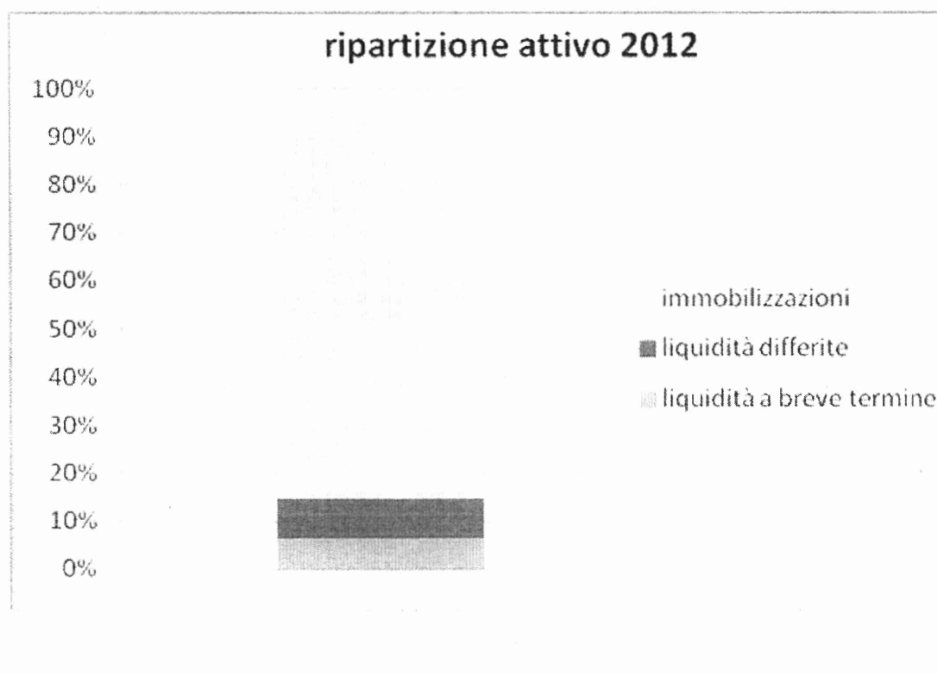 ripartizione attivo 2012
100%
90%
80%
70%
60%
50%
40%
30%
20%
10%
0%
immobilizzazioni
liquidità differite
liquidità a breve termine